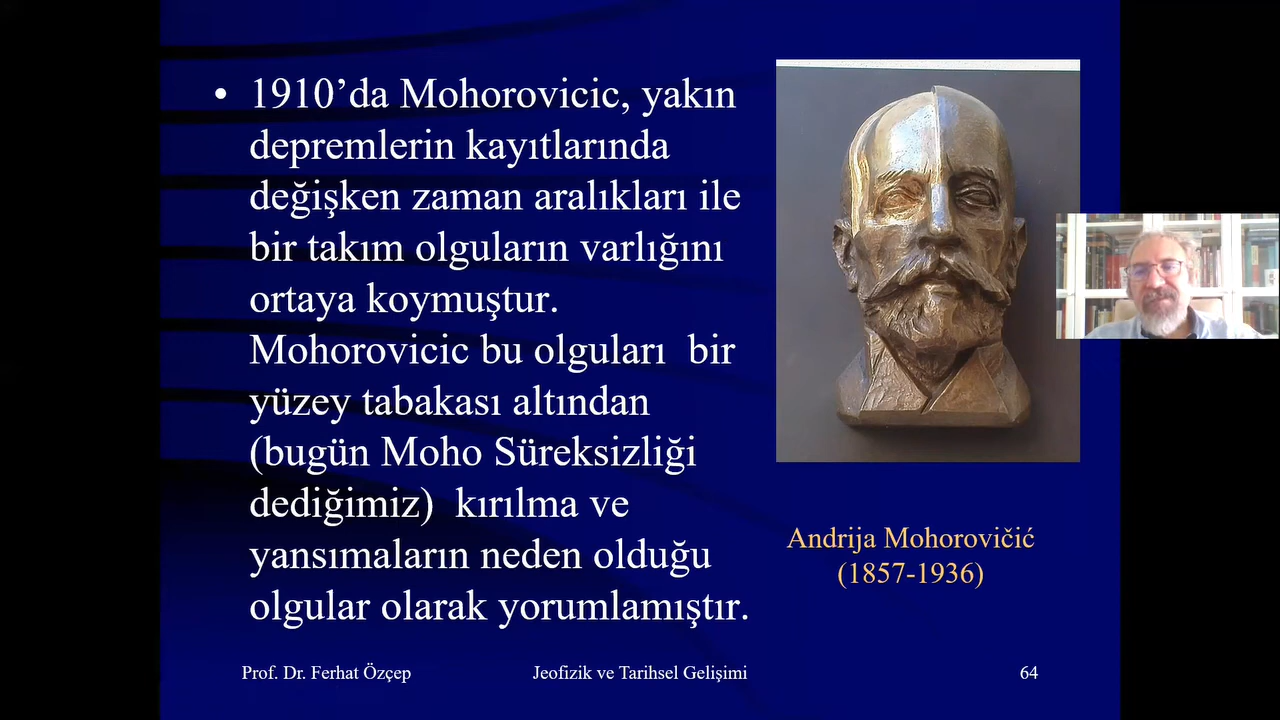 • 1910’da Mohorovicic, yakın
depremlerin kayıtlarında
değişken zaman aralıkları ile
bir takım olguların varlığını
ortaya koymuştur.
Mohorovicic bu olguları  bir
yüzey tabakası altından
(bugün Moho Süreksizliği
dediğimiz)  kırılma ve
yansımaların neden olduğu
olgular olarak yorumlamıştır.
Andrija Mohorovičić
(1857-1936)
Prof. Dr. Ferhat Özçep
Jeofizik ve Tarihsel Gelişimi
64